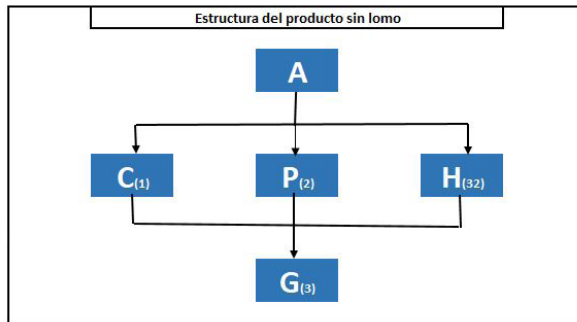 Estructura del producto sin lomo
A
C(1) P(2) H(32)
G(3)